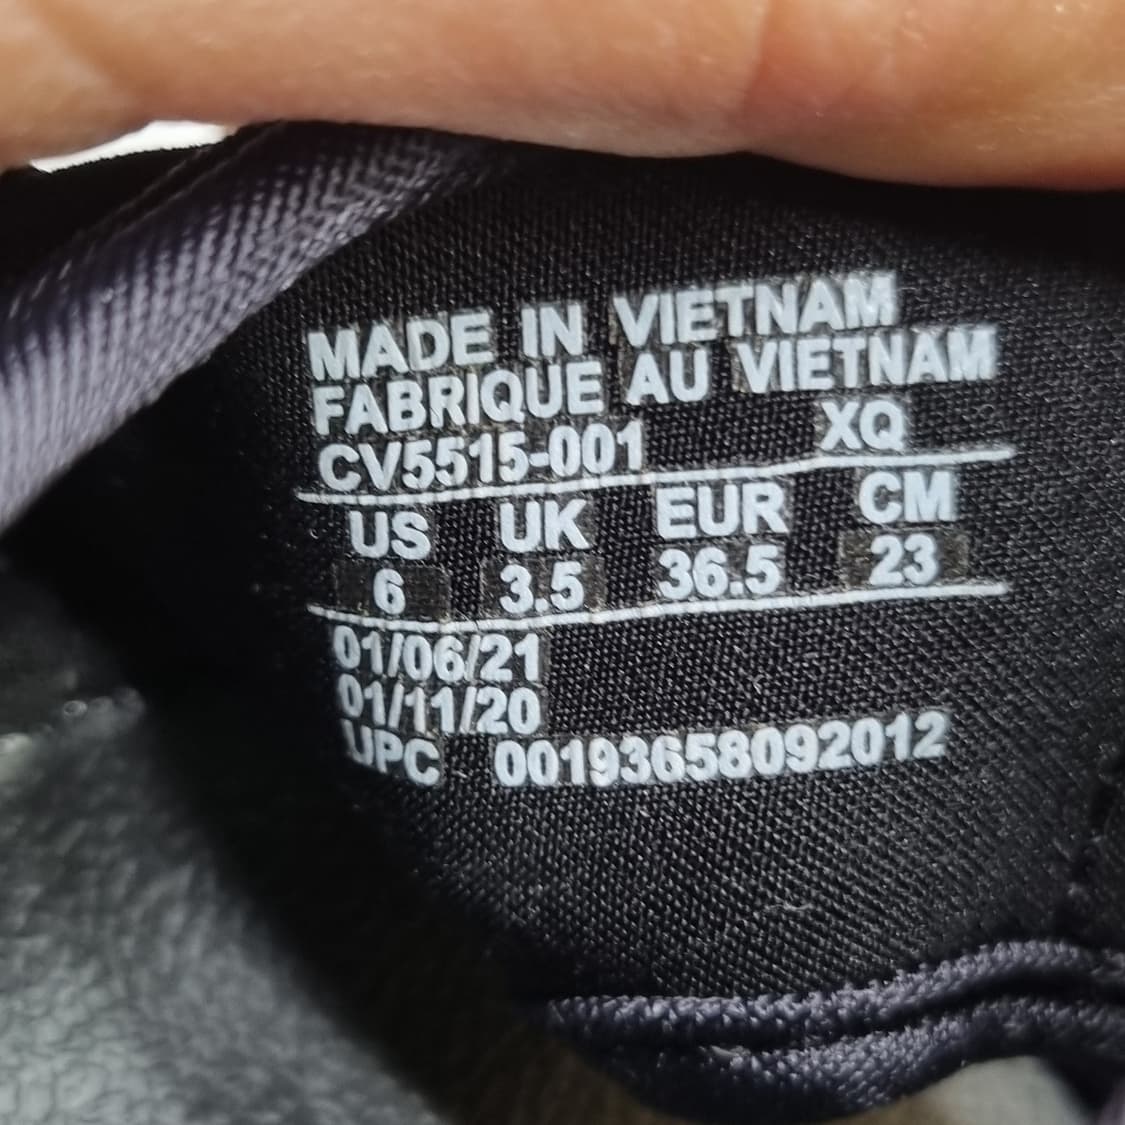 MADE IN VIETNAM
FABRIQUE AU VIETNAM
CV5515-001 XQ
US UK EUR CM
6 3.5 36.5 23
01/06/21
01/11/20
UPC 00193658092012